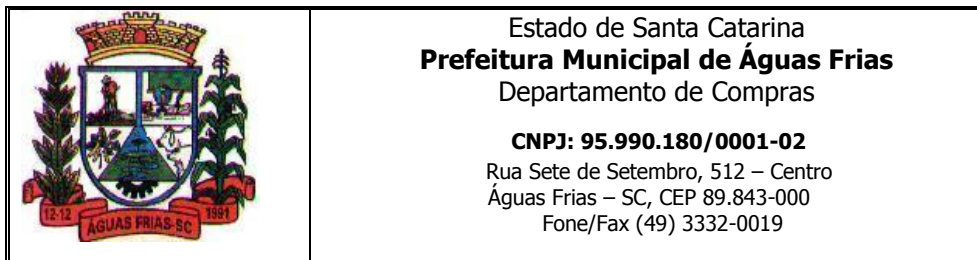 12-12
ÁGUAS FRIAS-SC
1991
Estado de Santa Catarina
Prefeitura Municipal de Águas Frias
Departamento de Compras
CNPJ: 95.990.180/0001-02
Rua Sete de Setembro, 512 – Centro
Águas Frias – SC, CEP 89.843-000
Fone/Fax (49) 3332-0019